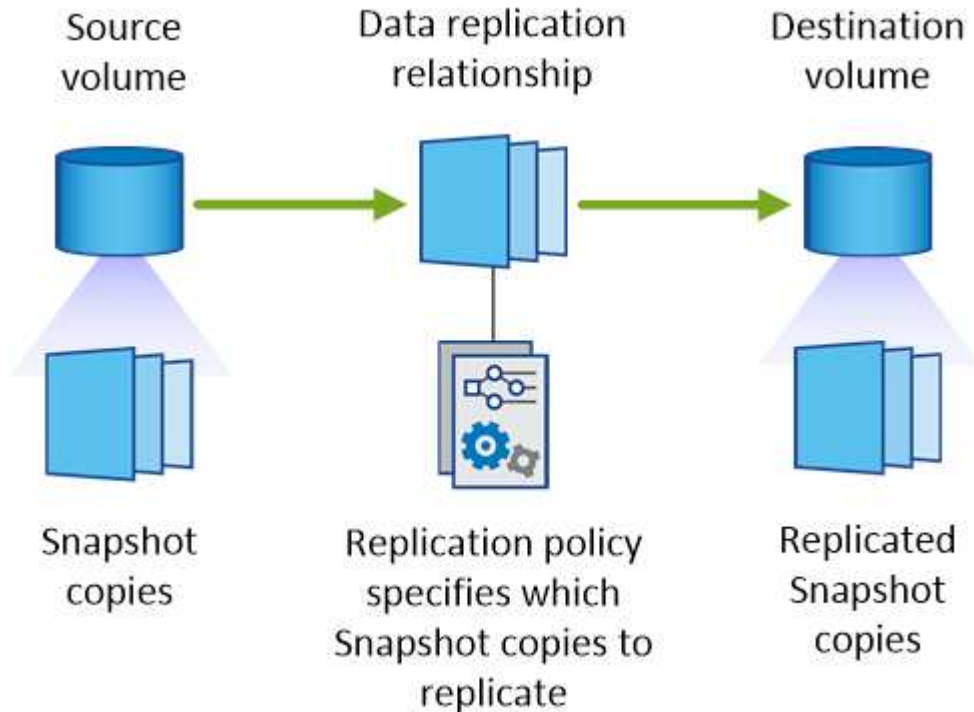 Source
volume
Data replication
relationship
Destination
volume
Snapshot
copies
Replication policy
specifies which
Snapshot copies to
replicate
Replicated
Snapshot
copies